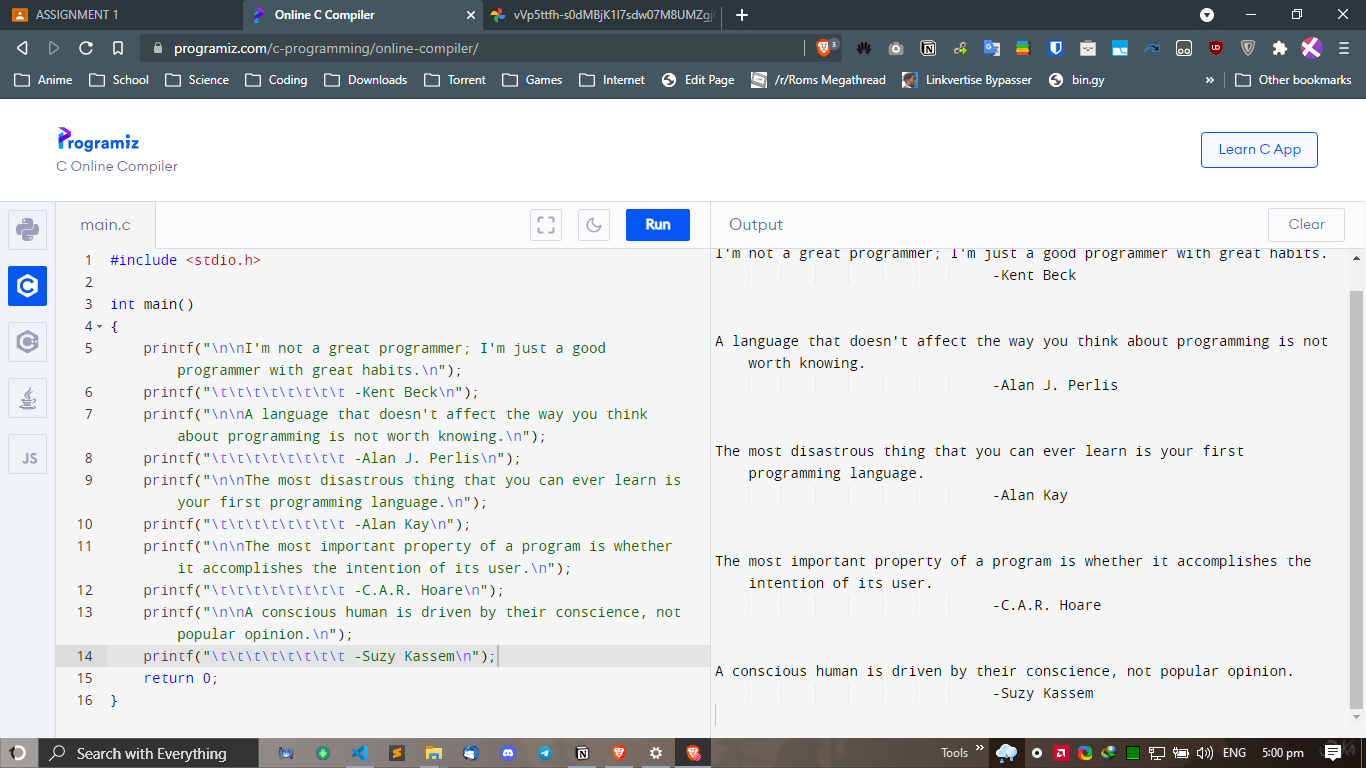 ASSIGNMENT 1
Online C Compiler
vVp5ttfh-s0dMBjK1I7sdw07M8UMZgj
programiz.com/c-programming/online-compiler/
3
Anime School Science Coding Downloads Torrent Games Internet Edit Page /r/Roms Megathread Linkvertise Bypasser bin.gy » Other bookmarks
Programiz
C Online Compiler
Learn C App
main.c
Run
Output
Clear
JS
1 #include <stdio.h>
2
3 int main()
4 {
5 printf("\n\nI'm not a great programmer; I'm just a good
programmer with great habits.\n");
6 printf("\t\t\t\t\t\t\t\t -Kent Beck\n");
7 printf("\n\nA language that doesn't affect the way you think
about programming is not worth knowing.\n");
8 printf("\t\t\t\t\t\t\t\t -Alan J. Perlis\n");
9 printf("\n\nThe most disastrous thing that you can ever learn is
your first programming language.\n");
10 printf("\t\t\t\t\t\t\t\t -Alan Kay\n");
11 printf("\n\nThe most important property of a program is whether
it accomplishes the intention of its user.\n");
12 printf("\t\t\t\t\t\t\t\t -C.A.R. Hoare\n");
13 printf("\n\nA conscious human is driven by their conscience, not
popular opinion.\n");
14 printf("\t\t\t\t\t\t\t\t -Suzy Kassem\n");
15 return 0;
16 }
I'm not a great programmer; I'm just a good programmer with great habits.
-Kent Beck
A language that doesn't affect the way you think about programming is not
worth knowing.
-Alan J. Perlis
The most disastrous thing that you can ever learn is your first
programming language.
-Alan Kay
The most important property of a program is whether it accomplishes the
intention of its user.
-C.A.R. Hoare
A conscious human is driven by their conscience, not popular opinion.
-Suzy Kassem
Search with Everything
Tools » ENG 5:00 pm